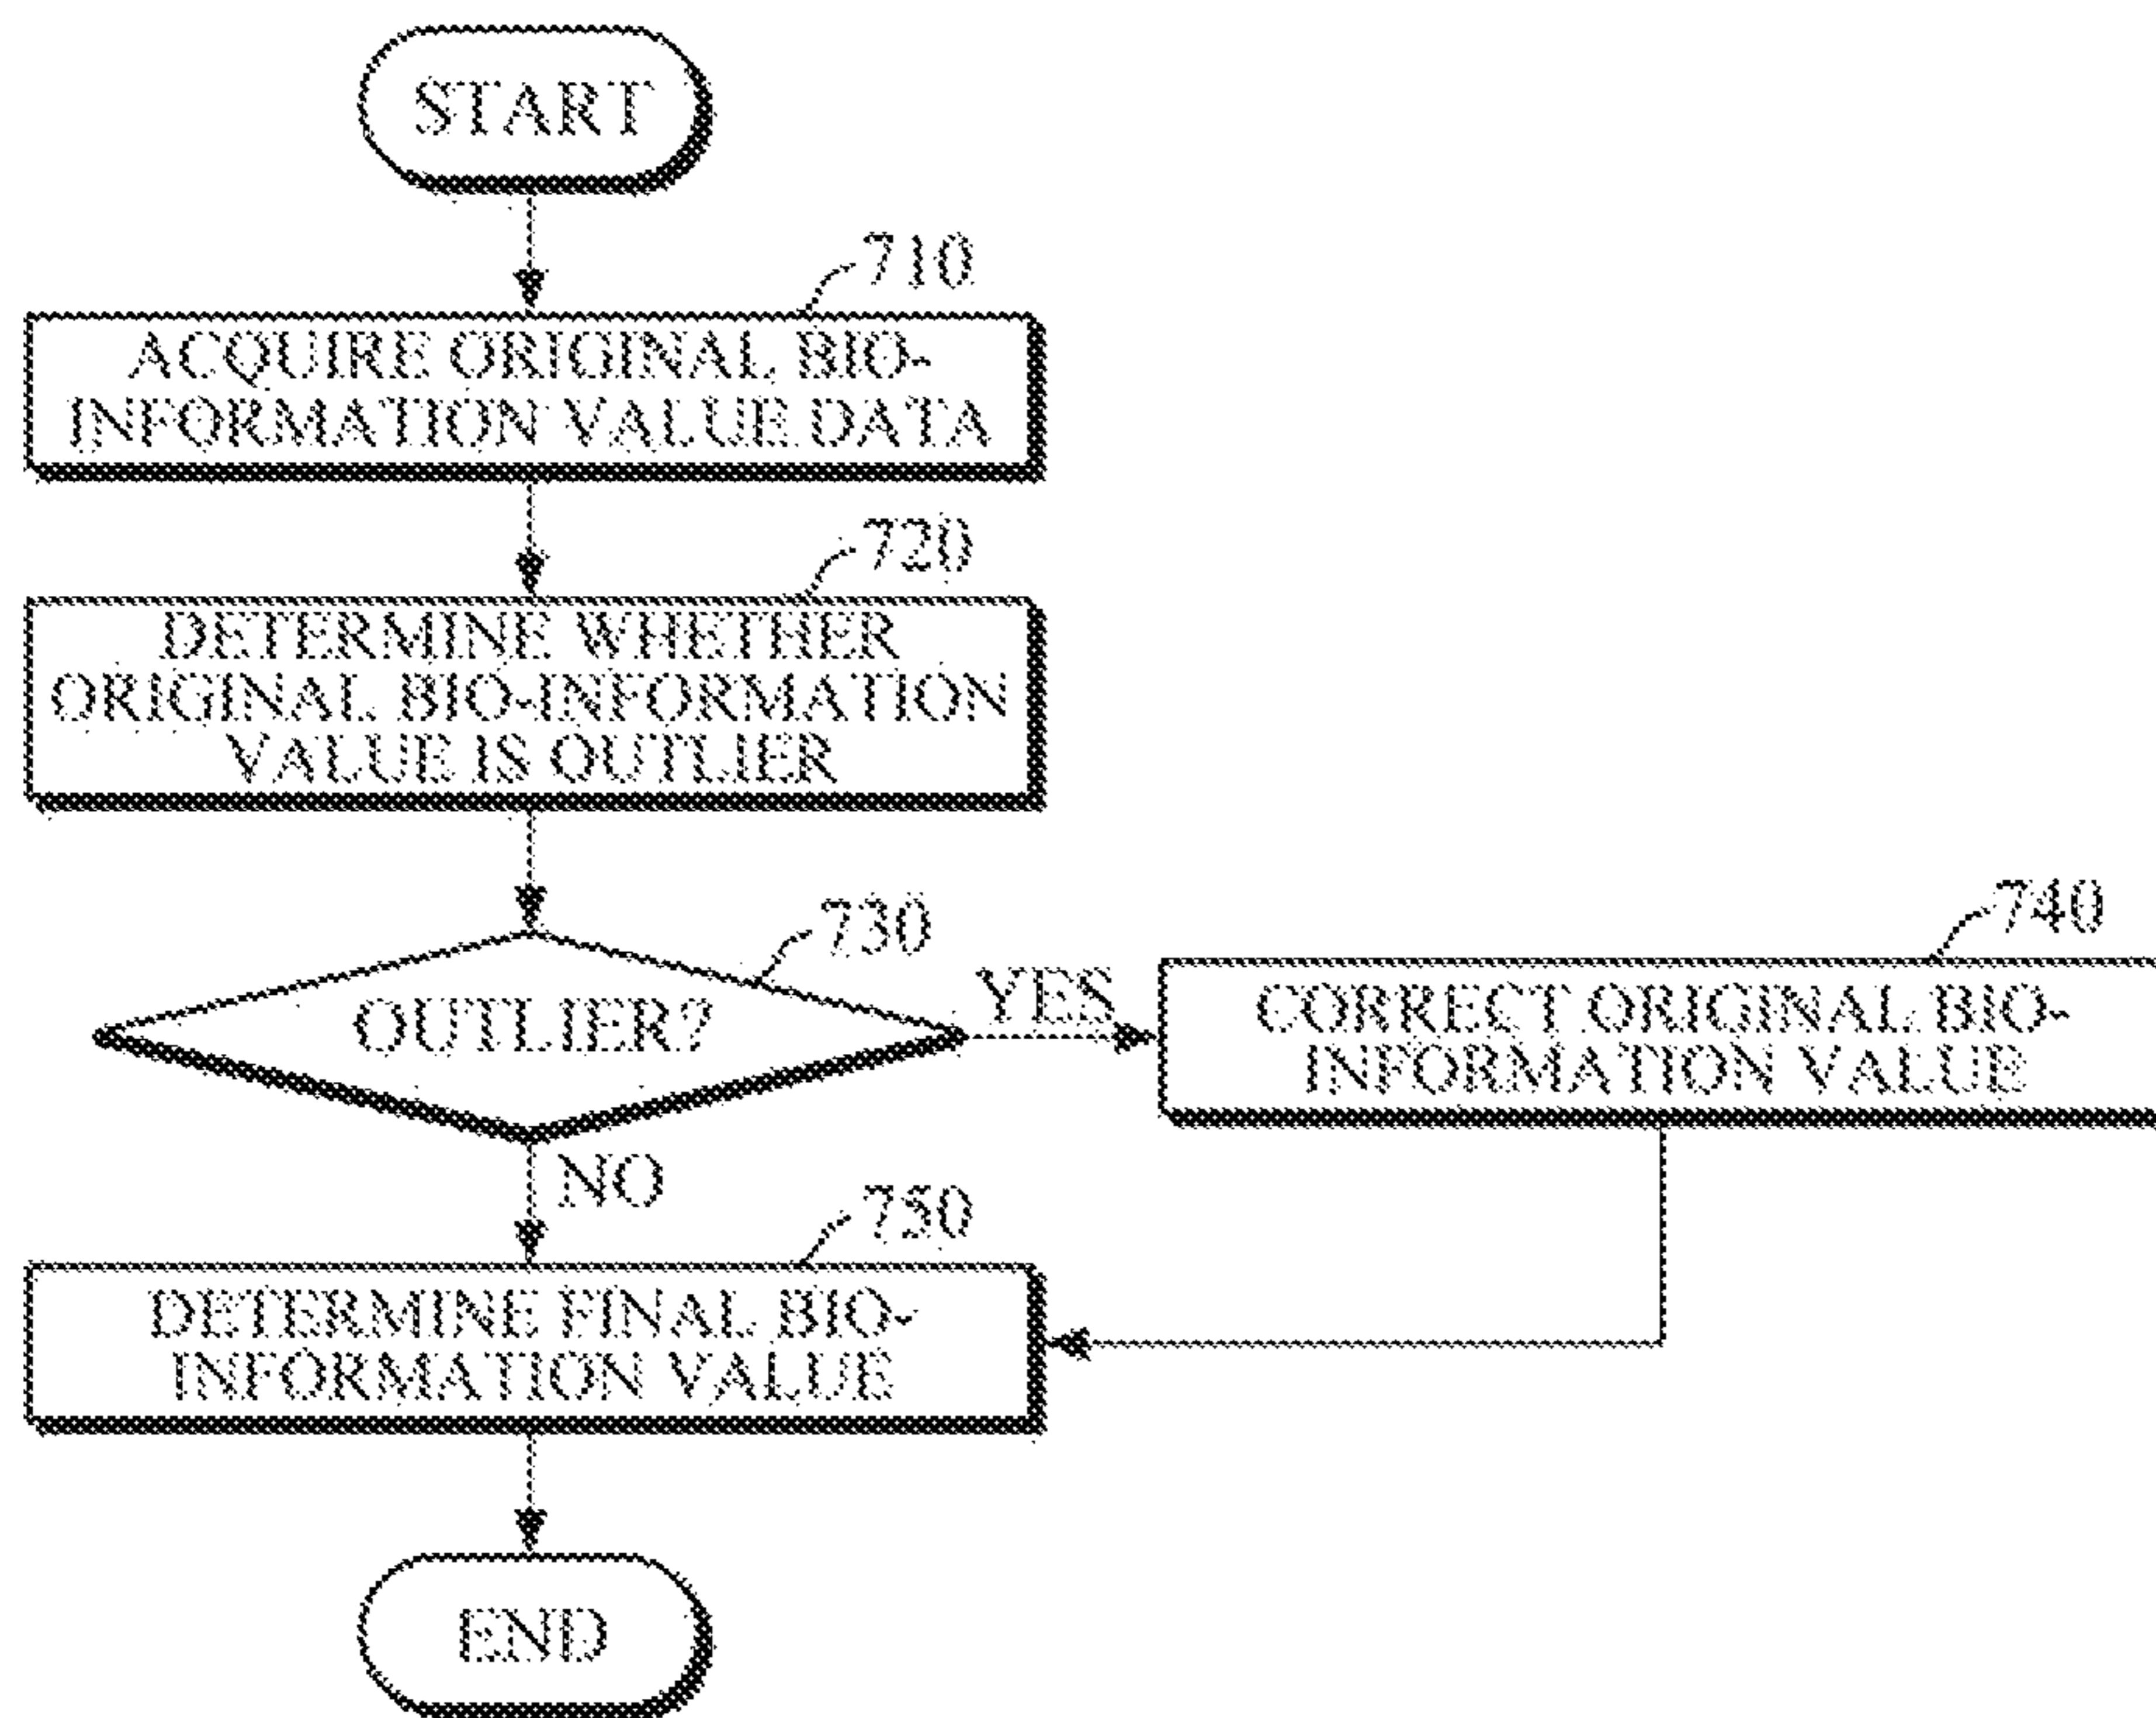 START
710
ACQUIRE ORIGINAL BIO-
INFORMATION VALUE DATA
720
DETERMINE WHETHER
ORIGINAL BIO-INFORMATION
VALUE IS OUTLIER
730
OUTLIER?
YES
740
CORRECT ORIGINAL BIO-
INFORMATION VALUE
NO
750
DETERMINE FINAL BIO-
INFORMATION VALUE
END